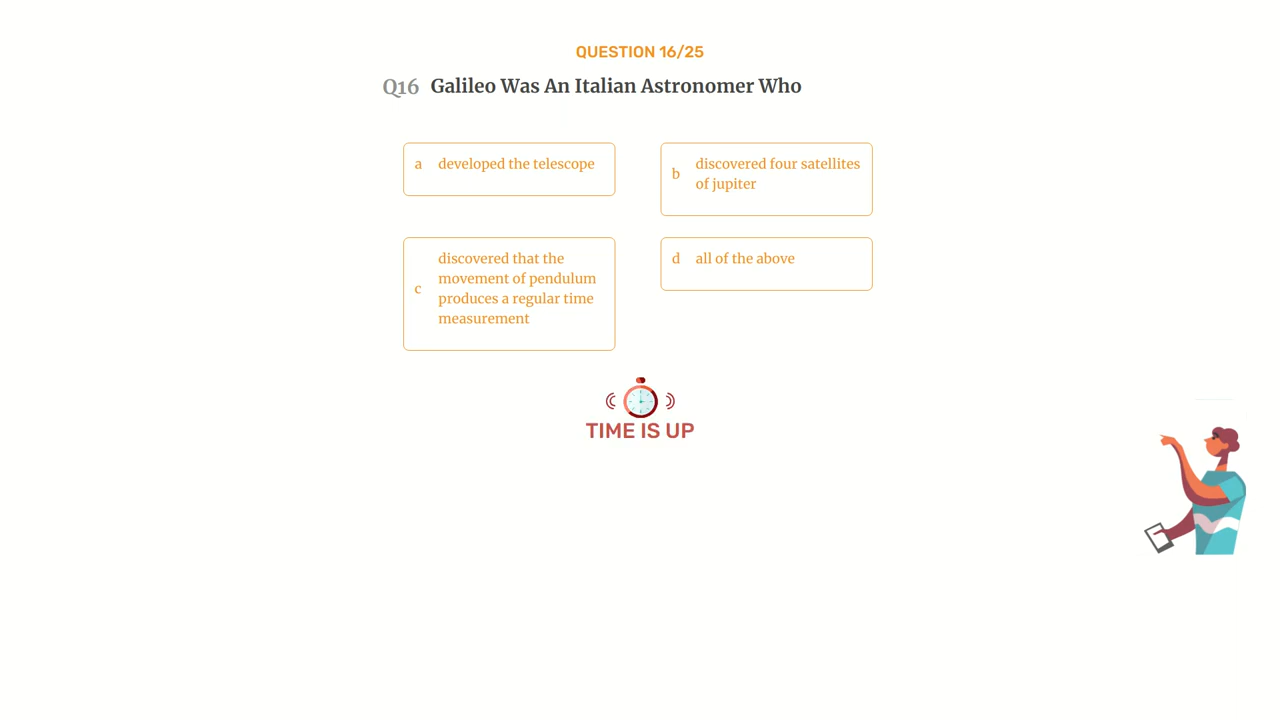 QUESTION 16/25
Q16 Galileo Was An Italian Astronomer Who
a developed the telescope
b discovered four satellites
of jupiter
c discovered that the
movement of pendulum
produces a regular time
measurement
d all of the above
TIME IS UP